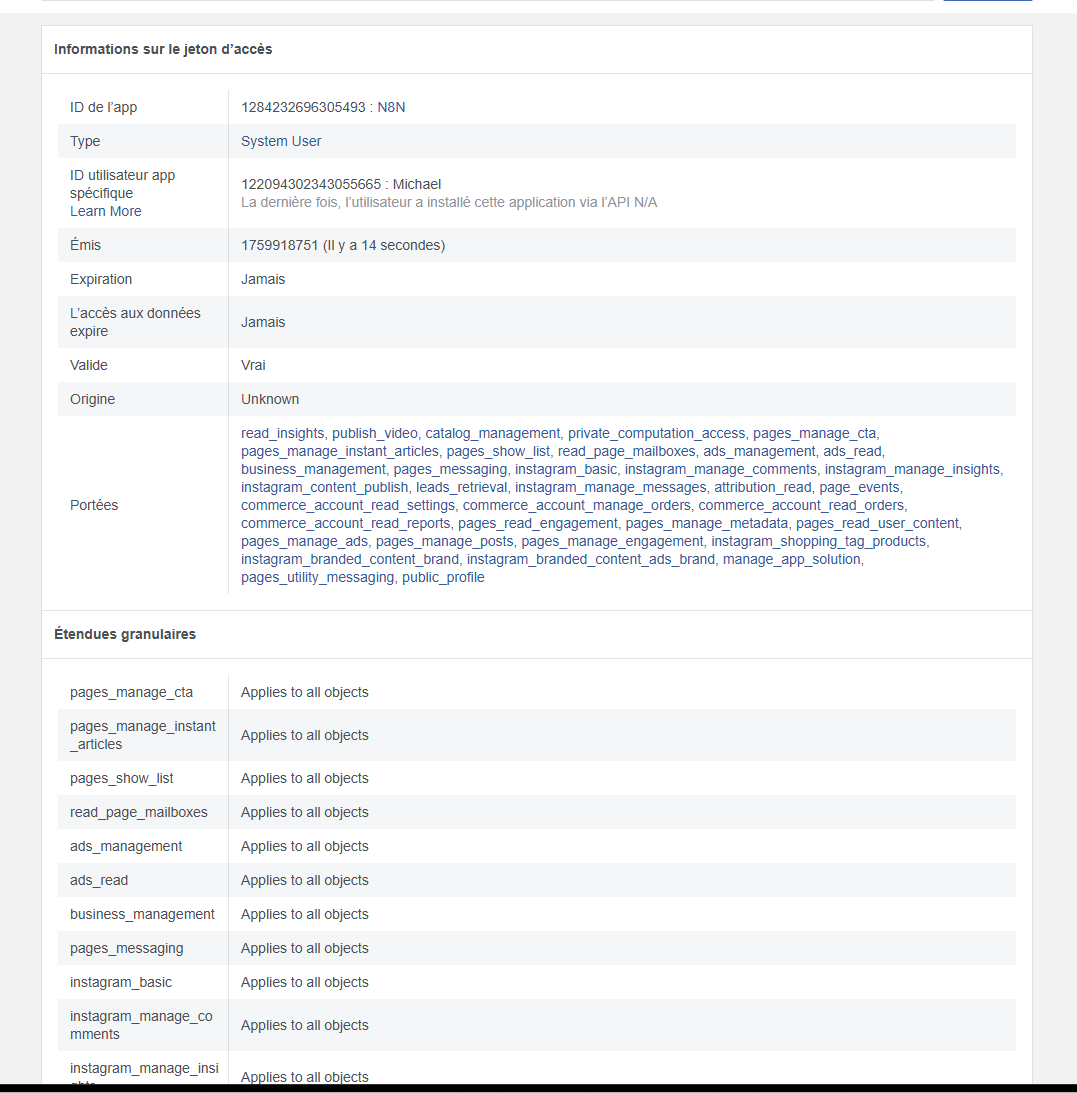 Informations sur le jeton d'accès
ID de l'app
1284232696305493 : N8N
Type
System User
ID utilisateur app
spécifique
Learn More
122094302343055665 : Michael
La dernière fois, l'utilisateur a installé cette application via l'API N/A
Émis
1759918751 (Il y a 14 secondes)
Expiration
Jamais
L'accès aux données
expire
Jamais
Valide
Vrai
Origine
Unknown
Portées
read_insights, publish_video, catalog_management, private_computation_access, pages_manage_cta,
pages_manage_instant_articles, pages_show_list, read_page_mailboxes, ads_management, ads_read,
business_management, pages_messaging, instagram_basic, instagram_manage_comments, instagram_manage_insights,
instagram_content_publish, leads_retrieval, instagram_manage_messages, attribution_read, page_events,
commerce_account_read_settings, commerce_account_manage_orders, commerce_account_read_orders,
commerce_account_read_reports, pages_read_engagement, pages_manage_metadata, pages_read_user_content,
pages_manage_ads, pages_manage_posts, pages_manage_engagement, instagram_shopping_tag_products,
instagram_branded_content_brand, instagram_branded_content_ads_brand, manage_app_solution,
pages_utility_messaging, public_profile
Étendues granulaires
pages_manage_cta
Applies to all objects
pages_manage_instant
_articles
Applies to all objects
pages_show_list
Applies to all objects
read_page_mailboxes
Applies to all objects
ads_management
Applies to all objects
ads_read
Applies to all objects
business_management
Applies to all objects
pages_messaging
Applies to all objects
instagram_basic
Applies to all objects
instagram_manage_co
mments
Applies to all objects
instagram_manage_insi
Applies to all objects